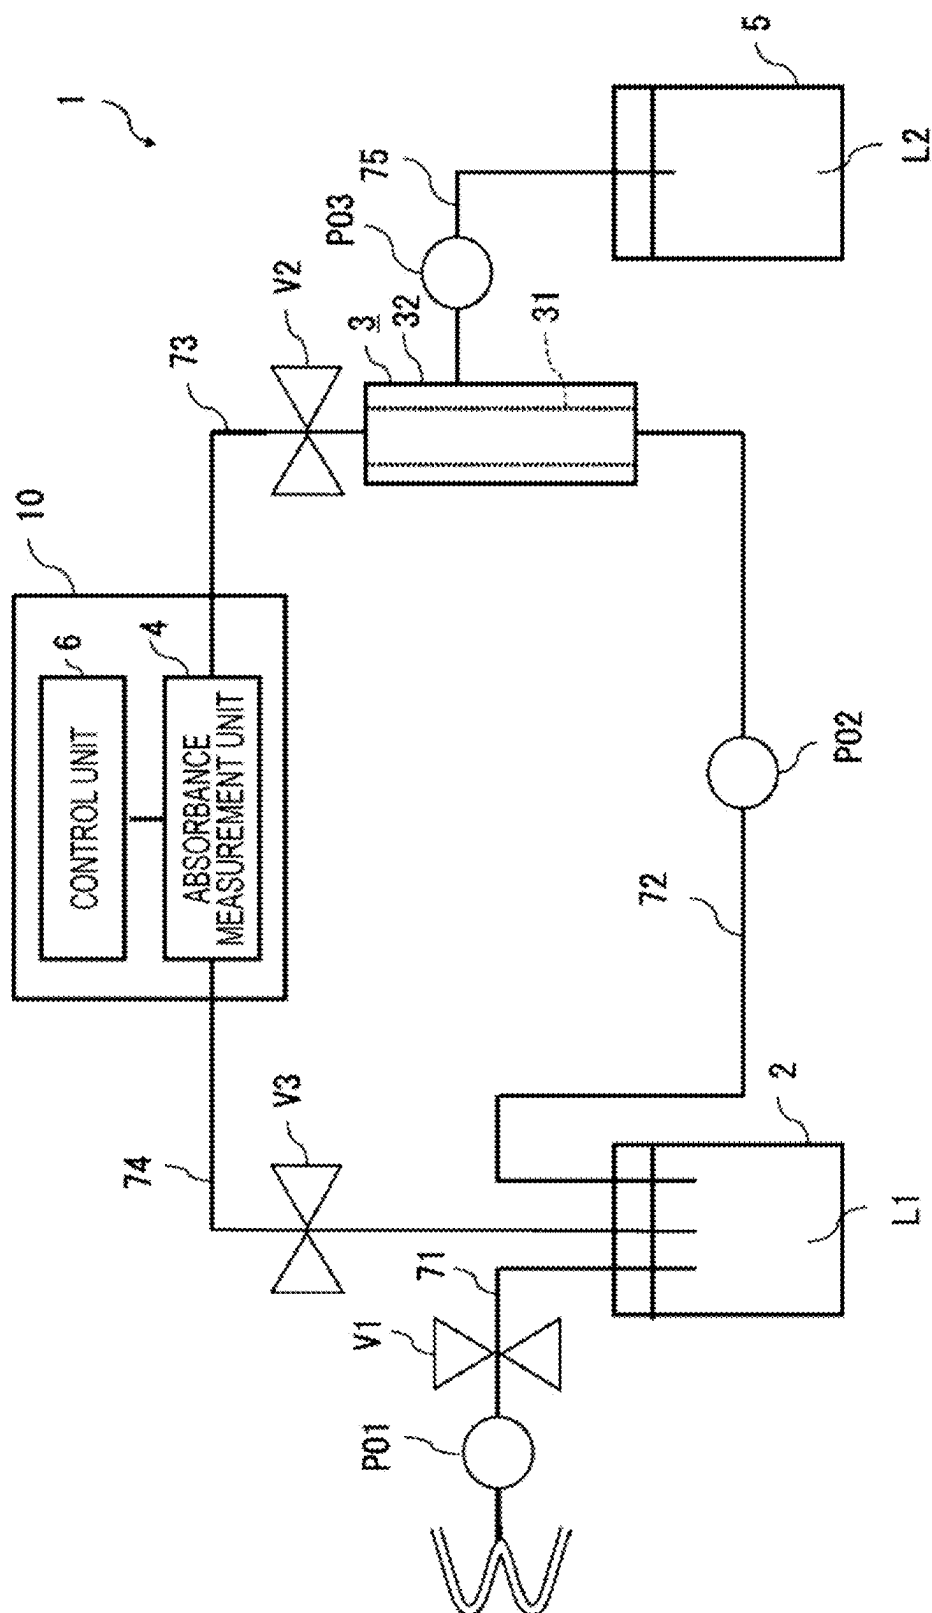 10
6
1
CONTROL UNIT
74
4
73
ABSORBANCE
MEASUREMENT UNIT
V3
V2
P03
V1
3
P01
75
32
71
31
72
5
2
P02
L1
L2